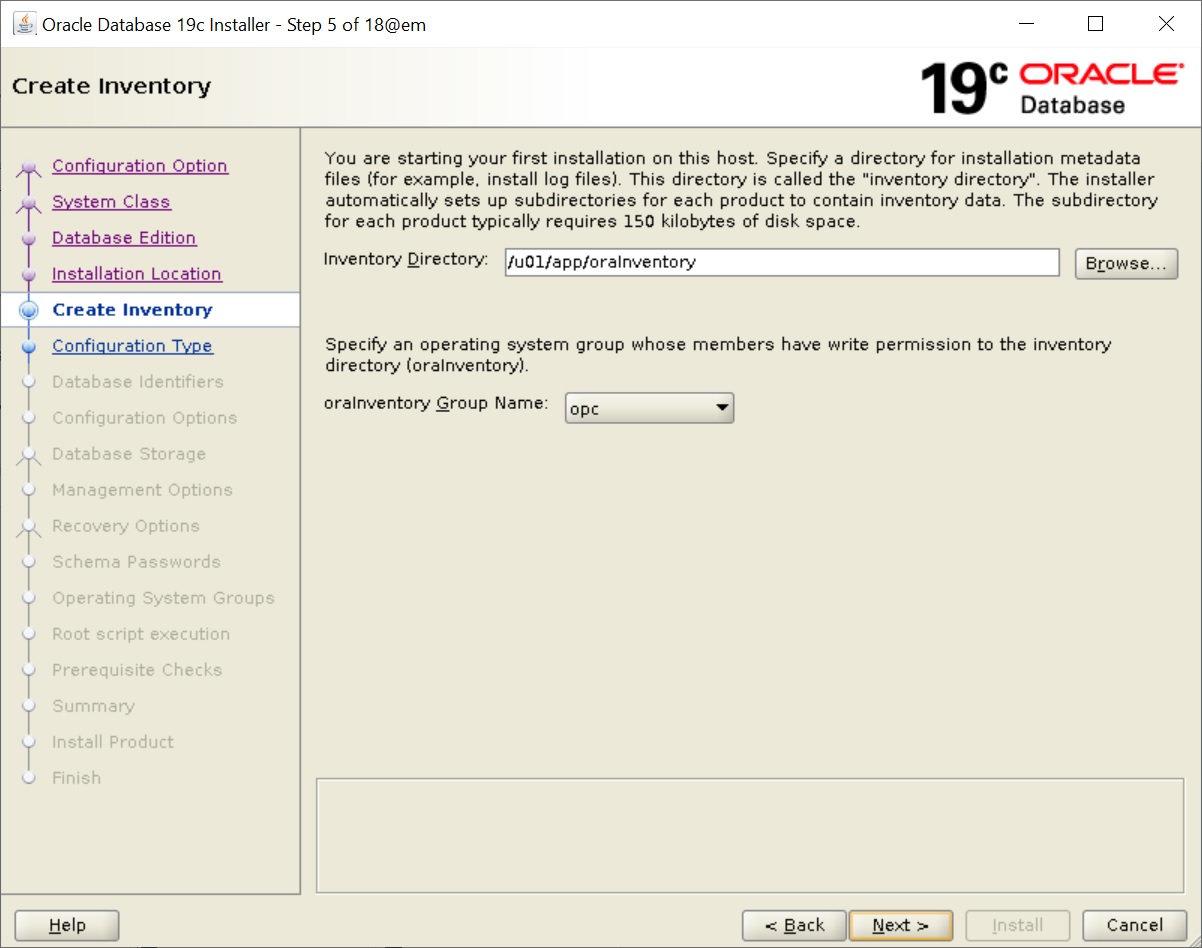 Oracle Database 19c Installer - Step 5 of 18@em
Create Inventory
19c ORACLE®
Database
Configuration Option
System Class
Database Edition
Installation Location
Create Inventory
Configuration Type
Database Identifiers
Configuration Options
Database Storage
Management Options
Recovery Options
Schema Passwords
Operating System Groups
Root script execution
Prerequisite Checks
Summary
Install Product
Finish
You are starting your first installation on this host. Specify a directory for installation metadata
files (for example, install log files). This directory is called the "inventory directory". The installer
automatically sets up subdirectories for each product to contain inventory data. The subdirectory
for each product typically requires 150 kilobytes of disk space.
Inventory Directory: /u01/app/oraInventory Browse...
Specify an operating system group whose members have write permission to the inventory
directory (oraInventory).
oraInventory Group Name: opc
Help < Back Next > Install Cancel